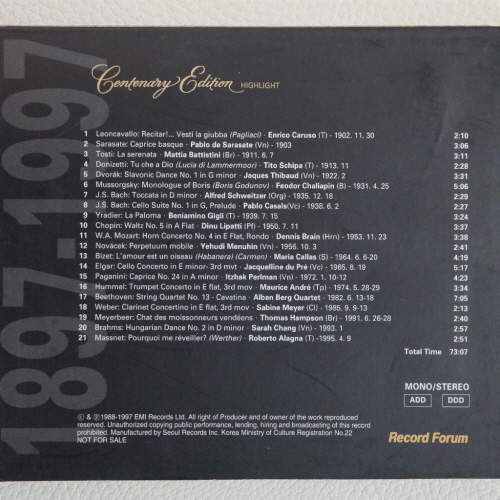 1897-1997
Centenary Edition HIGHLIGHT
1 Leoncavallo: Recitar!... Vesti la giubba (Pagliaci) · Enrico Caruso (T) - 1902. 11. 30 2:10
2 Sarasate: Caprice basque · Pablo de Sarasate (Vn) - 1903 3:06
3 Tosti: La serenata · Mattia Battistini (Br) - 1911. 6. 7 3:11
4 Donizetti: Tu che a Dio (Lucia di Lammermoor) · Tito Schipa (T) - 1913. 11 2:28
5 Dvorák: Slavonic Dance No. 1 in G minor · Jaques Thibaud (Vn) - 1922. 2 3:21
6 Mussorgsky: Monologue of Boris (Boris Godunov) · Feodor Chaliapin (B) - 1931. 4. 25 5:06
7 J.S. Bach: Toccata in D minor · Alfred Schweitzer (Org) - 1935. 12. 18 2:29
8 J.S. Bach: Cello Suite No. 1 in G, Prelude · Pablo Casals(Vc) - 1938. 6. 2 2:27
9 Yradier: La Paloma · Beniamino Gigli (T) - 1939. 7. 15 3:24
10 Chopin: Waltz No. 5 in A Flat · Dinu Lipatti (Pf) - 1950. 7. 11 3:37
11 W.A. Mozart: Horn Concerto No. 4 in E Flat, Rondo · Dennis Brain (Hrn) - 1953. 11. 23 3:38
12 Novácek: Perpetuum mobile · Yehudi Menuhin (Vn) - 1956. 10. 3 2:41
13 Bizet: L'amour est un oiseau (Habanera) (Carmen) · Maria Callas (S) - 1964. 6. 6-20 4:19
14 Elgar: Cello Concerto in E minor- 3rd mvt · Jacquelline du Pré (Vc) - 1965. 8. 19 5:17
15 Paganini: Caprice No. 24 in A minor · Itzhak Perlman (Vn) - 1972. 1. 10-12 4:23
16 Hummel: Trumpet Concerto in E flat, 3rd mov · Maurice André (Tp) - 1974. 5. 28-29 3:34
17 Beethoven: String Quartet No. 13 - Cavatina · Alban Berg Quartet - 1982. 6. 13-18 7:05
18 Weber: Clarinet Concertino in E flat, 3rd mov · Sabine Meyer (Cl) - 1985. 9. 9-13 2:13
19 Meyerbeer: Chat des moissonneurs vendéens · Thomas Hampson (Br) - 1991. 6. 26-28 2:40
20 Brahms: Hungarian Dance No. 2 in D minor · Sarah Chang (Vn) - 1993. 1 2:57
21 Massnet: Pourquoi me réveiller? (Werther) · Roberto Alagna (T)-1995. 4. 9 2:51
Total Time 73:07
MONO/STEREO
ADD DDD
© & ℗1988-1997 EMI Records Ltd. All right of Producer and of owner of the work reproduced
reserved. Unauthorized copying public performance, lending, hiring and broadcasting of this record
prohibited. Manufactured by Seoul Records Inc. Korea Ministry of Culture Registration No.22
NOT FOR SALE
Record Forum